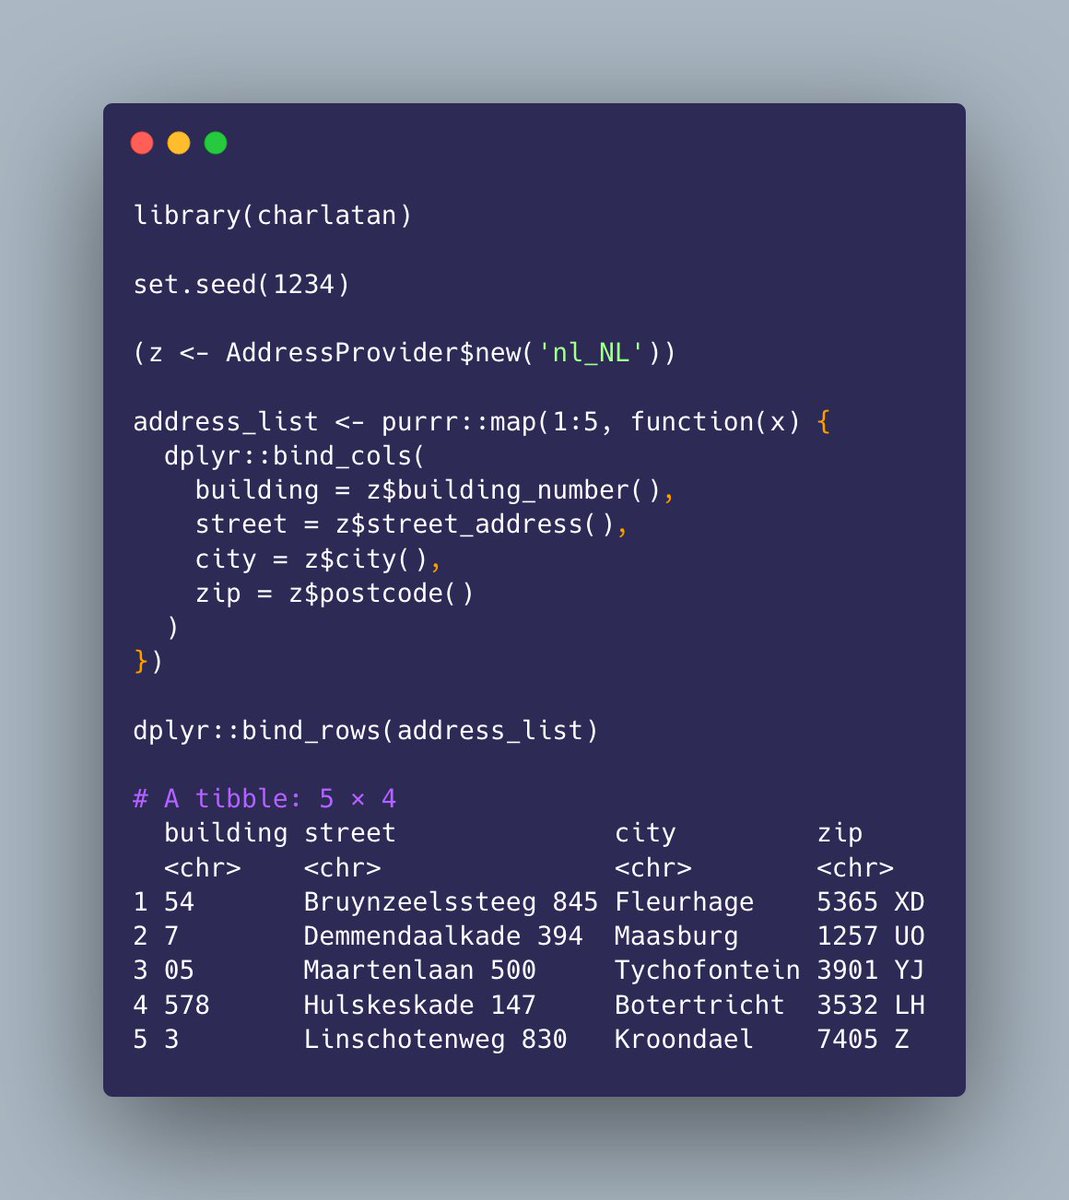 library(charlatan)
set.seed(1234)
(z <- AddressProvider$new('nl_NL'))
address_list <- purrr::map(1:5, function(x) {
  dplyr::bind_cols(
    building = z$building_number(),
    street = z$street_address(),
    city = z$city(),
    zip = z$postcode()
  )
})
dplyr::bind_rows(address_list)
# A tibble: 5 × 4
  building street              city         zip
  <chr>    <chr>               <chr>        <chr>
1 54       Bruynzeelssteeg 845 Fleurhage    5365 XD
2 7        Demmendaalkade 394  Maasburg     1257 UO
3 05       Maartenlaan 500     Tychofontein 3901 YJ
4 578      Hulskeskade 147     Botertricht  3532 LH
5 3        Linschotenweg 830   Kroondael    7405 Z